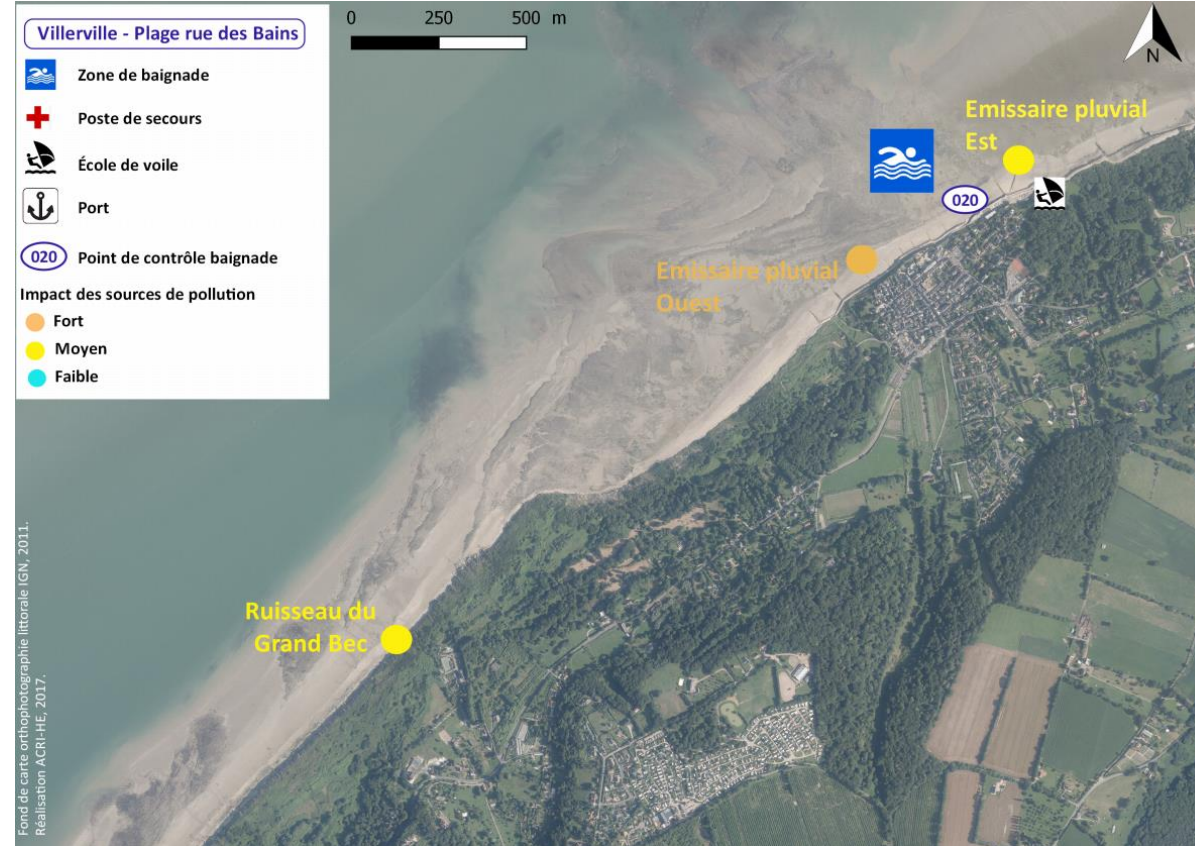 Villerville - Plage rue des Bains
Zone de baignade
Poste de secours
École de voile
Port
020 Point de contrôle baignade
Impact des sources de pollution
Fort
Moyen
Faible
0 250 500 m
N
Emissaire pluvial
Est
020
Emissaire pluvial
Ouest
Ruisseau du
Grand Bec
Fond de carte orthophotographie littorale IGN, 2011.
Réalisation ACRI-HE, 2017.